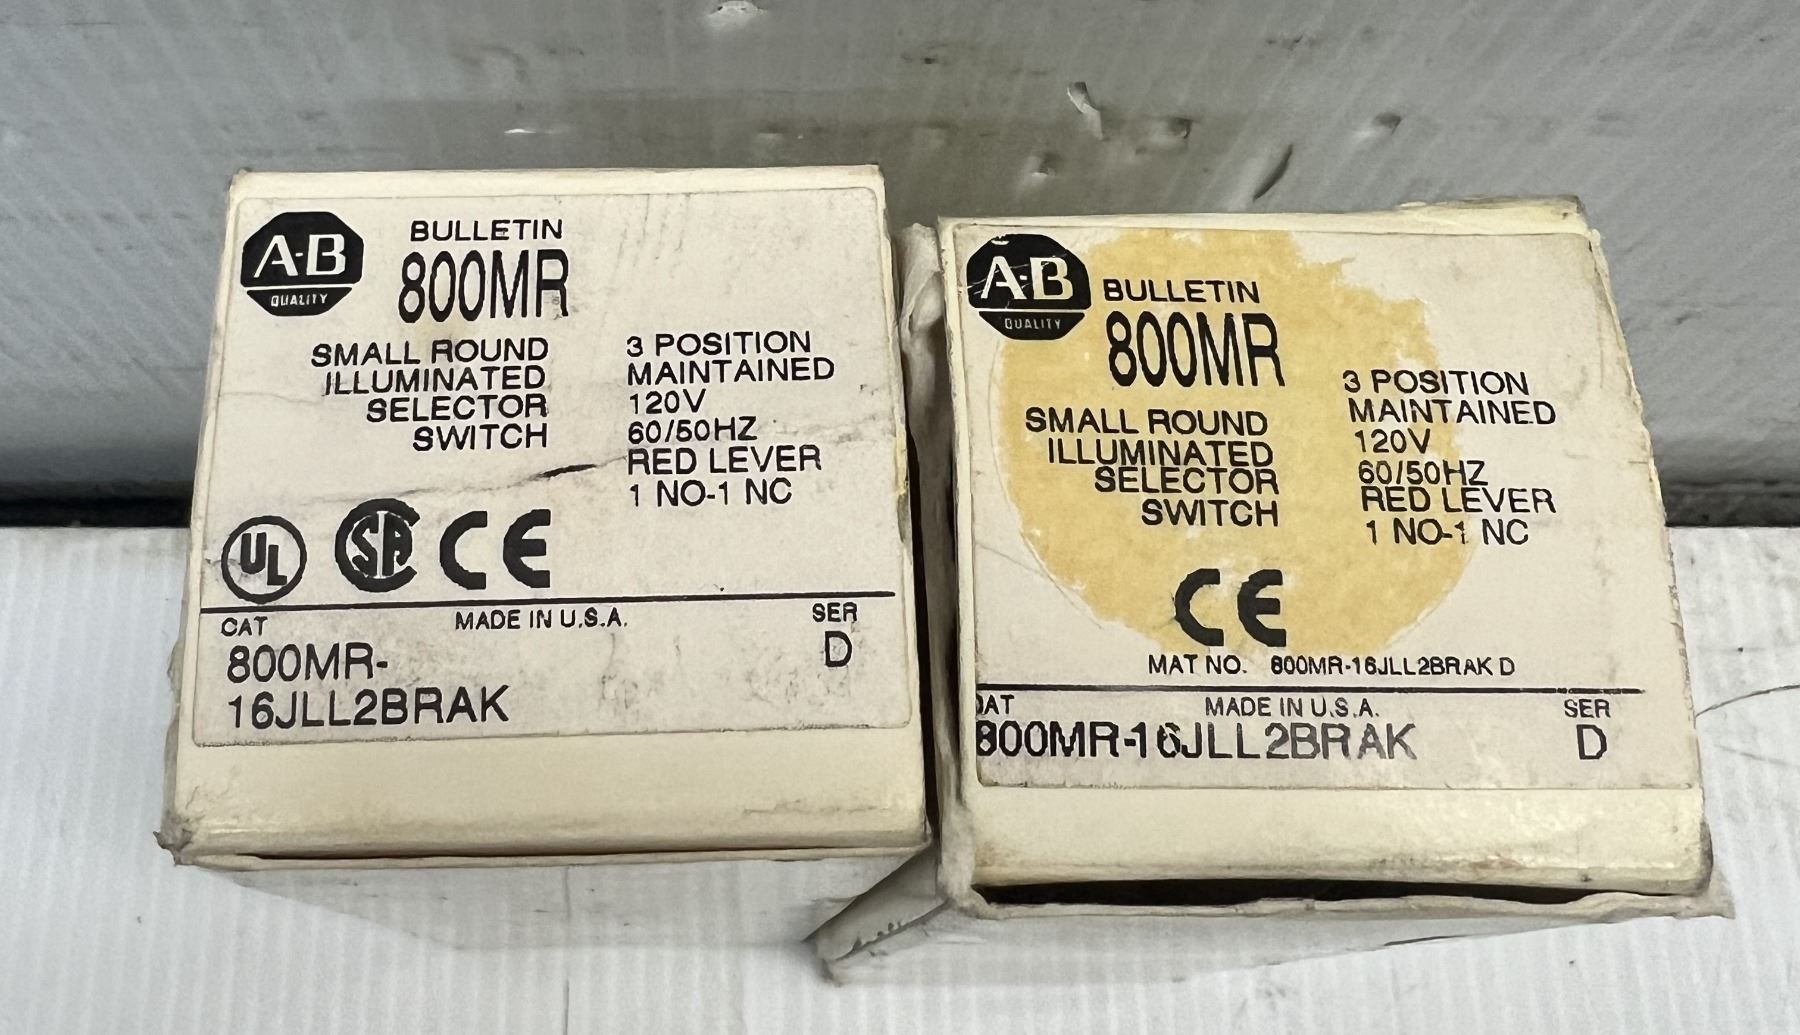 A-B
QUALITY
BULLETIN
800MR
SMALL ROUND
ILLUMINATED
SELECTOR
SWITCH
3 POSITION
MAINTAINED
120V
60/50HZ
RED LEVER
1 NO-1 NC
UL
SA
CE
CAT
MADE IN U.S.A.
SER
800MR-
16JLL2BRAK
D
A-B
QUALITY
BULLETIN
800MR
SMALL ROUND
ILLUMINATED
SELECTOR
SWITCH
3 POSITION
MAINTAINED
120V
60/50HZ
RED LEVER
1 NO-1 NC
CE
MAT NO. 800MR-16JLL2BRAK D
CAT
MADE IN U.S.A.
SER
800MR-16JLL2BRAK
D